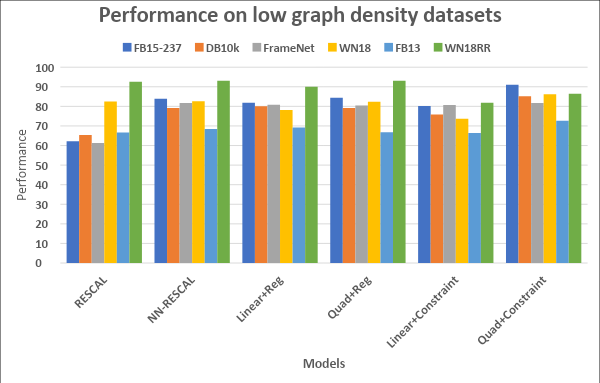 Performance on low graph density datasets
FB15-237 DB10k FrameNet WN18 FB13 WN18RR
100
90
80
70
60
50
40
30
20
10
0
Performance
RESCAL
NN-RESCAL
Linear+Reg
Quad+Reg
Linear+Constraint
Quad+Constraint
Models